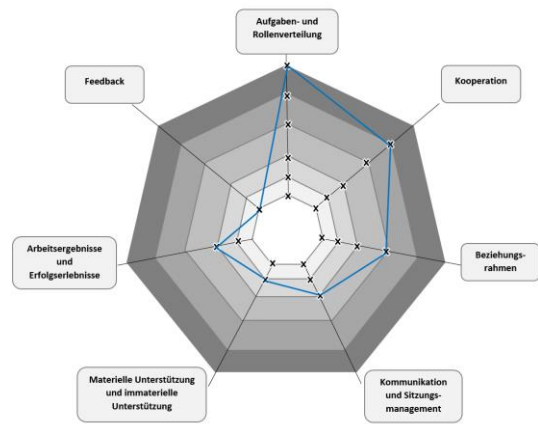 Aufgaben- und
Rollenverteilung
Feedback
Kooperation
Arbeitsergebnisse
und
Erfolgserlebnisse
Beziehungs-
rahmen
Materielle Unterstützung
und immaterielle
Unterstützung
Kommunikation
und Sitzungs-
management